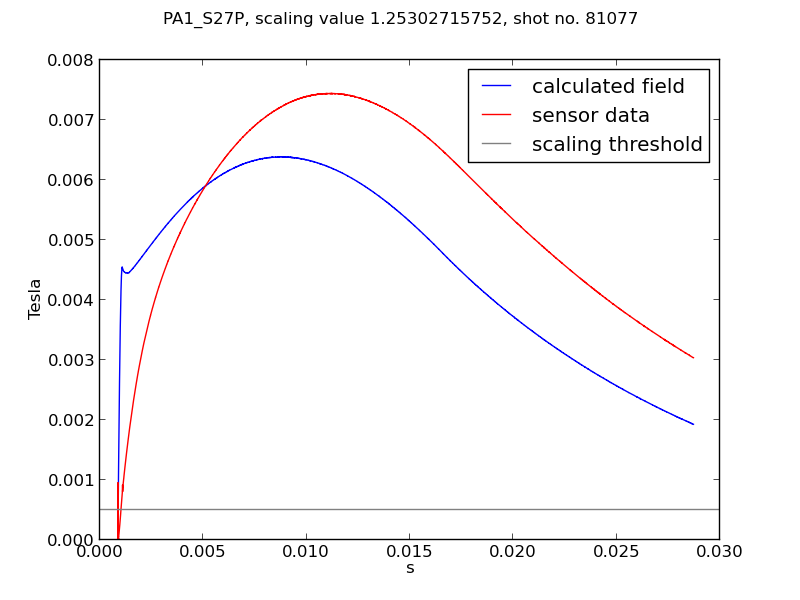 PA1_S27P, scaling value 1.25302715752, shot no. 81077
calculated field
sensor data
scaling threshold
Tesla
0.008
0.007
0.006
0.005
0.004
0.003
0.002
0.001
0.000
0.000 0.005 0.010 0.015 0.020 0.025 0.030
s